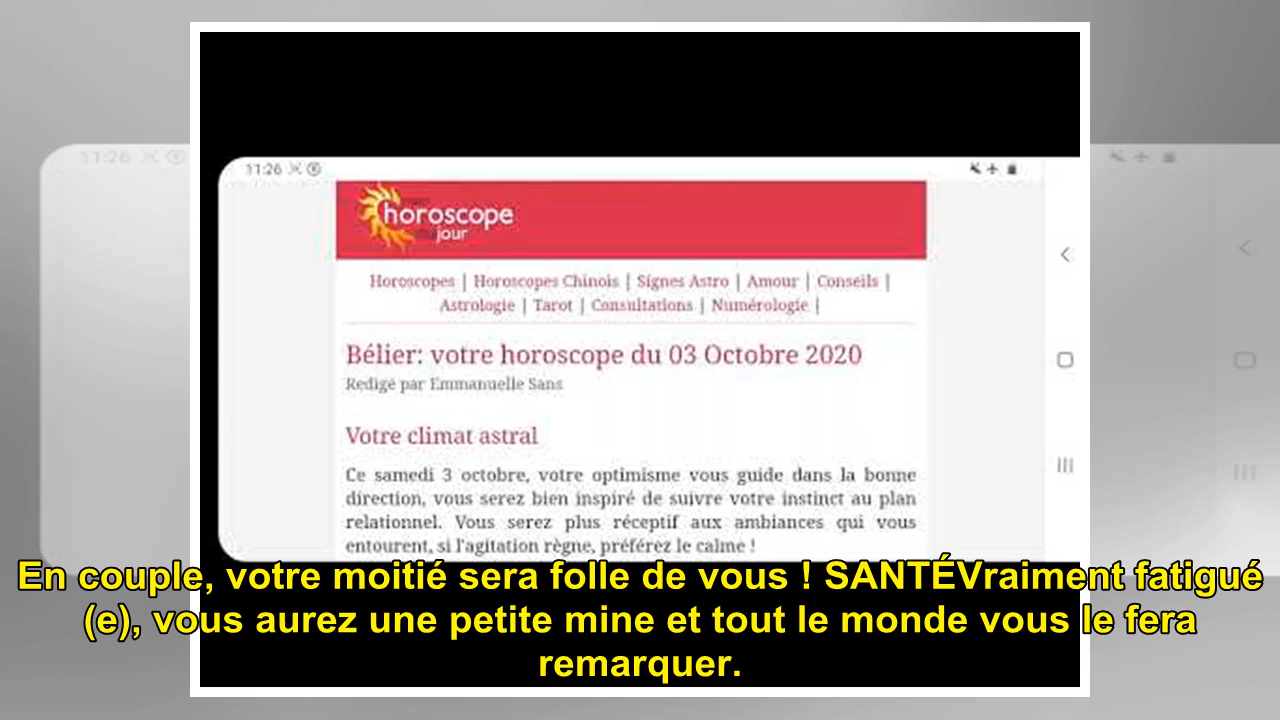 11:26
horoscope
jour
Horoscopes | Horoscopes Chinois | Signes Astro | Amour | Conseils |
Astrologie | Tarot | Consultations | Numérologie |
Bélier: votre horoscope du 03 Octobre 2020
Redigé par Emmanuelle Sans
Votre climat astral
Ce samedi 3 octobre, votre optimisme vous guide dans la bonne
direction, vous serez bien inspiré de suivre votre instinct au plan
relationnel. Vous serez plus réceptif aux ambiances qui vous
entourent, si l'agitation règne, préférez le calme !
En couple, votre moitié sera folle de vous ! SANTÉVraiment fatigué
(e), vous aurez une petite mine et tout le monde vous le fera
remarquer.